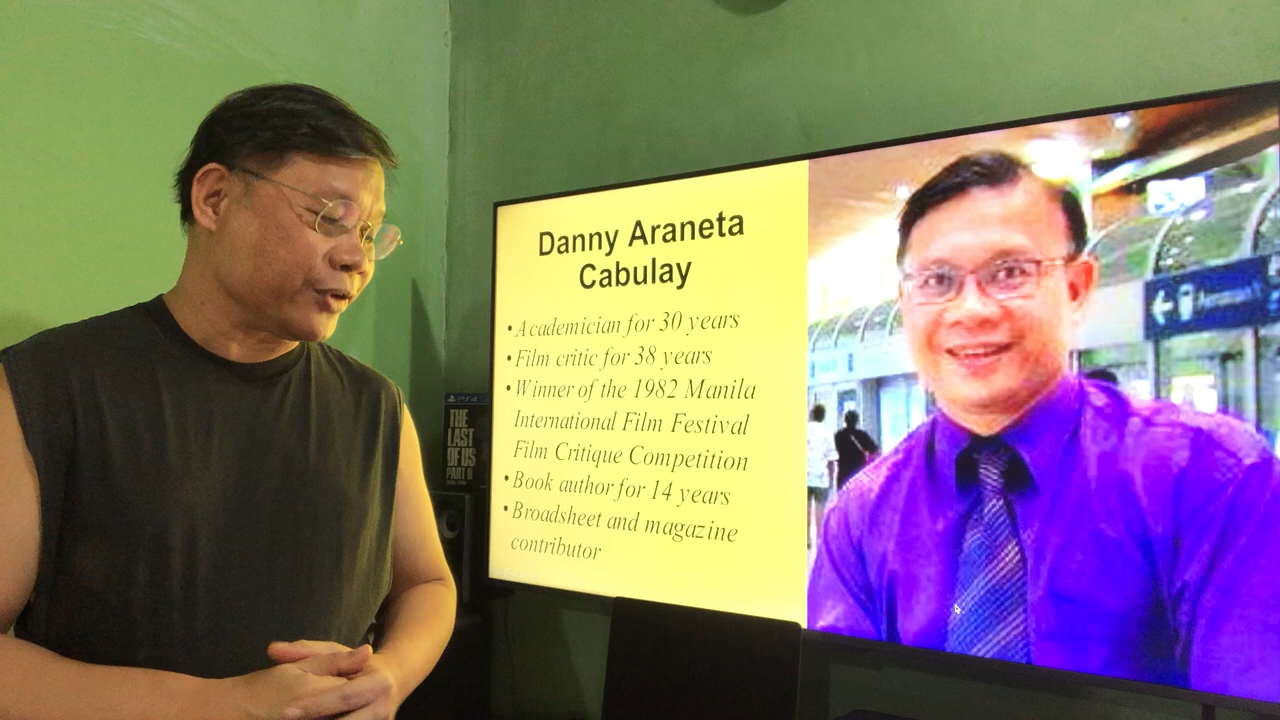 Danny Araneta
Cabulay
• Academician for 30 years
• Film critic for 38 years
• Winner of the 1982 Manila
International Film Festival
Film Critique Competition
• Book author for 14 years
• Broadsheet and magazine
contributor
PS4
THE
LAST
OF US
PART II